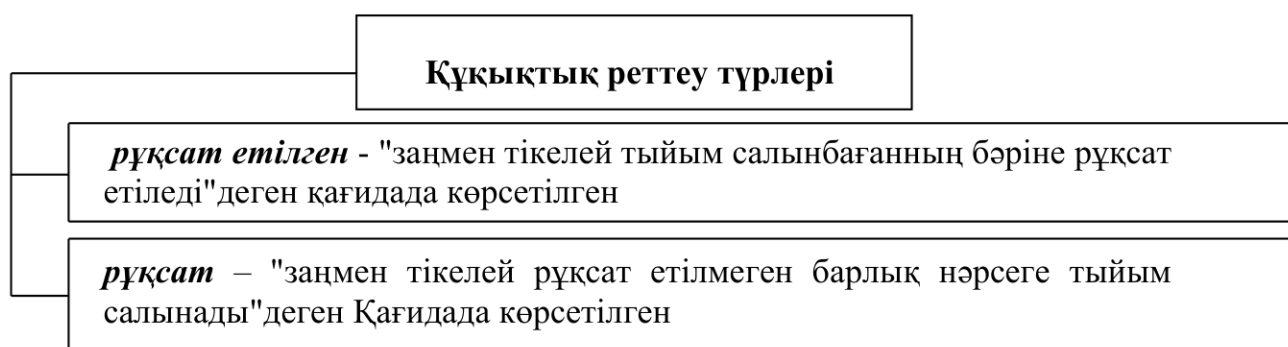 Құқықтық реттеу түрлері
рұқсат етілген - "заңмен тікелей тыйым салынбағанның бәріне рұқсат
етіледі"деген қағидада көрсетілген
рұқсат – "заңмен тікелей рұқсат етілмеген барлық нәрсеге тыйым
салынады"деген Қағидада көрсетілген